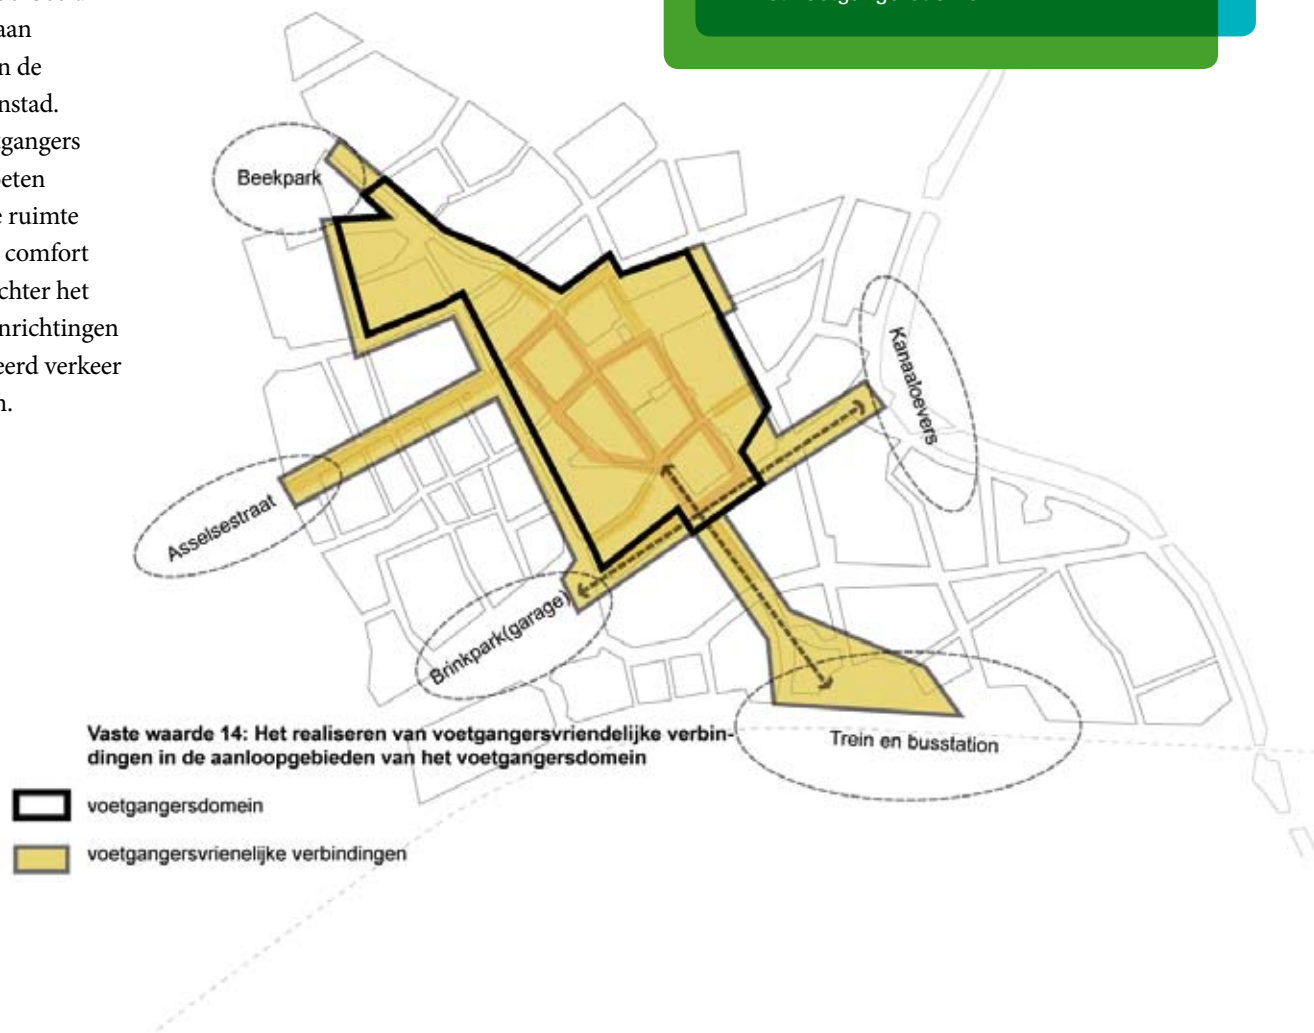 aan
n de
nstad.
gangers
eten
e ruimte
comfort
chter het
nrichtingen
eerd verkeer
n.
Beekpark
Kanaaloevers
Asselsestraat
Brinkpark(garage)
Trein en busstation
Vaste waarde 14: Het realiseren van voetgangersvriendelijke verbin-
dingen in de aanloopgebieden van het voetgangersdomein
voetgangersdomein
voetgangersvrienelijke verbindingen